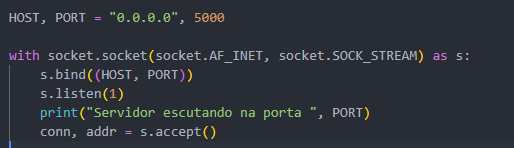 HOST, PORT = "0.0.0.0", 5000
with socket.socket(socket.AF_INET, socket.SOCK_STREAM) as s:
    s.bind((HOST, PORT))
    s.listen(1)
    print("Servidor escutando na porta ", PORT)
    conn, addr = s.accept()